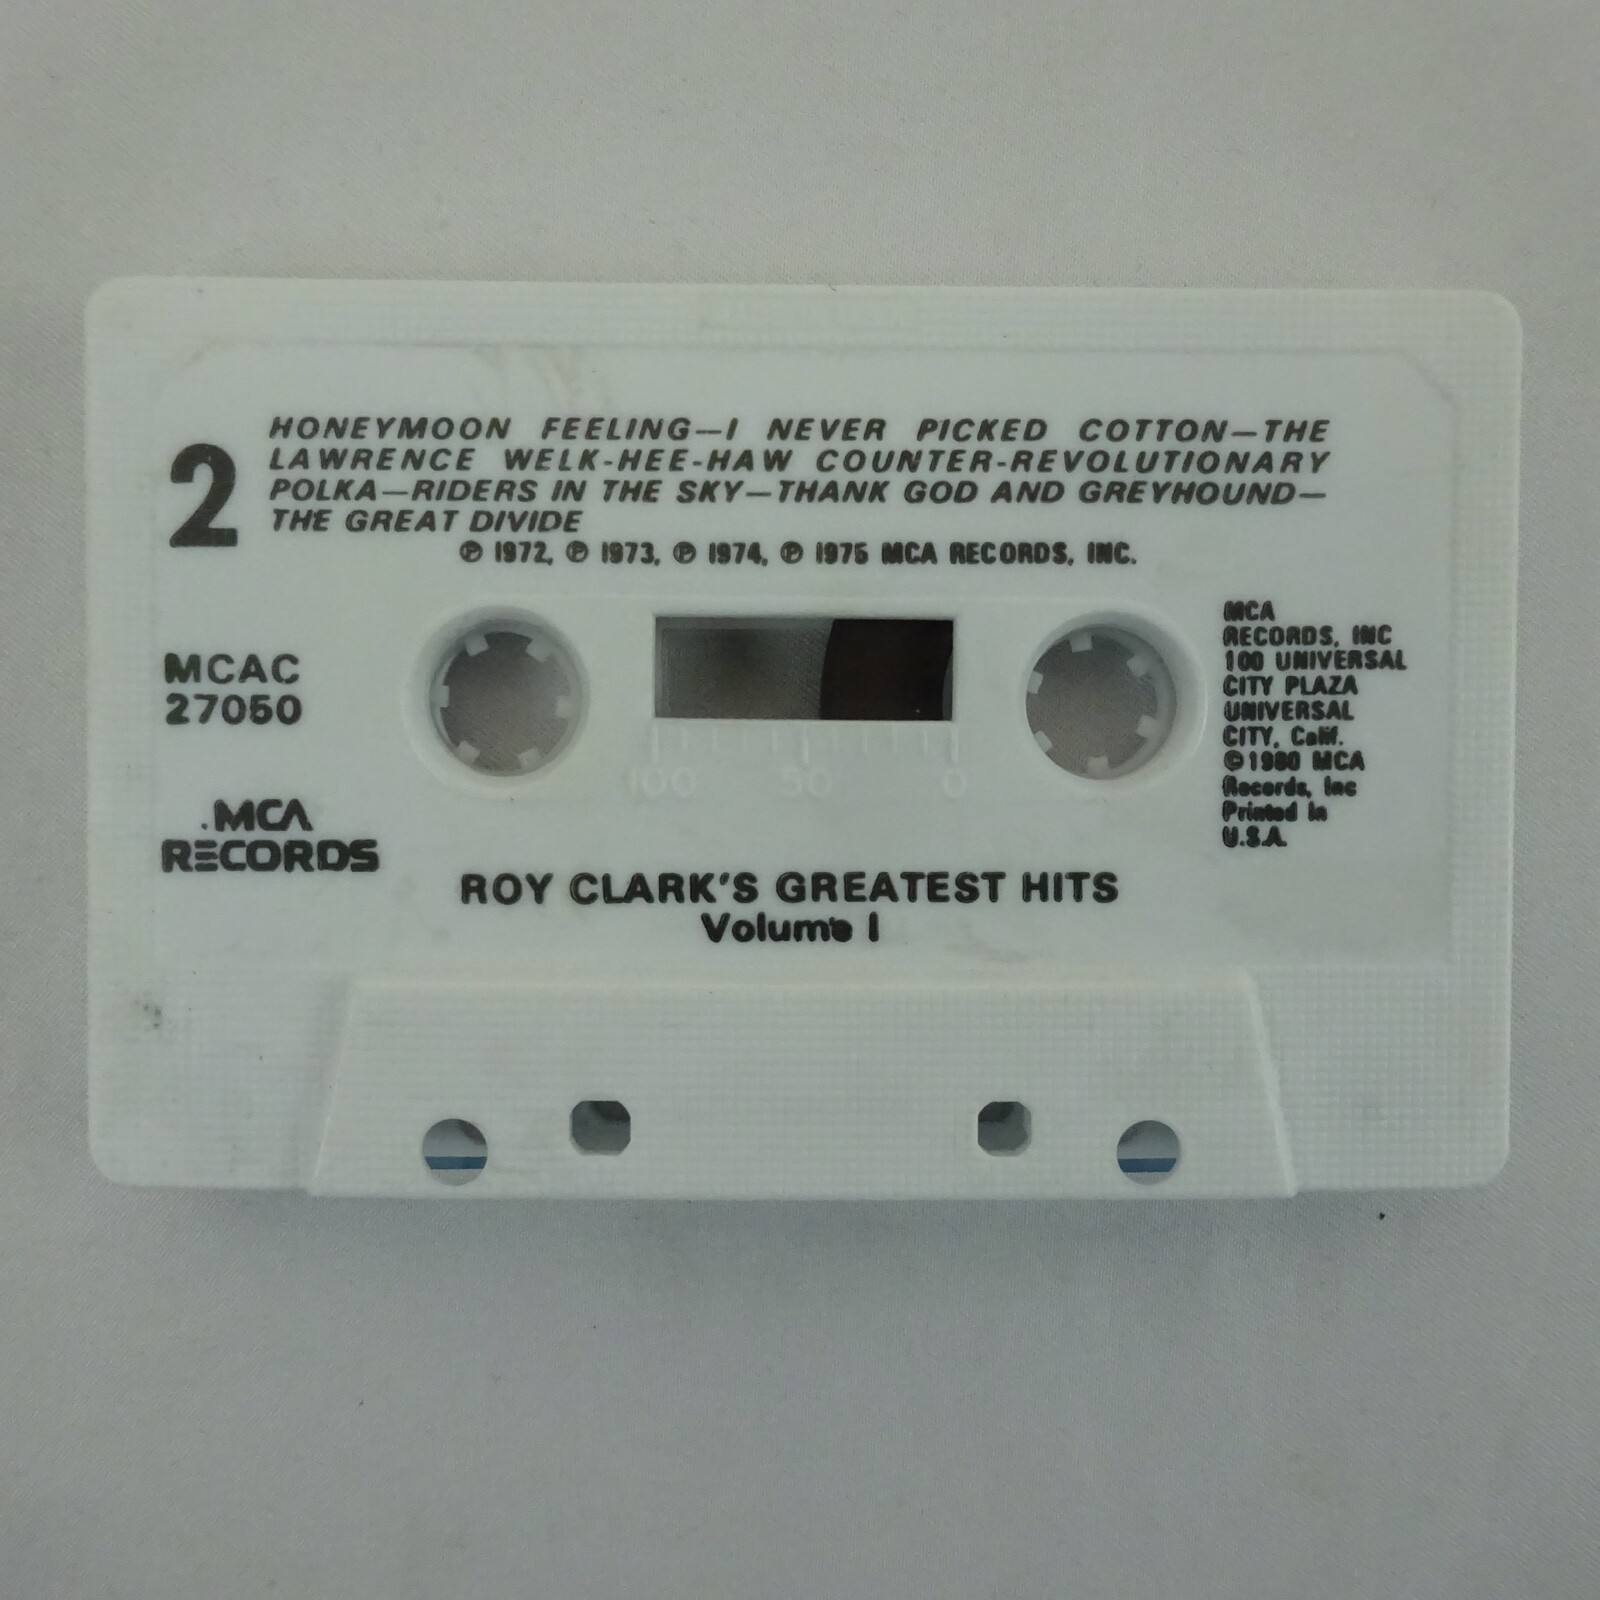 2
HONEYMOON FEELING—I NEVER PICKED COTTON—THE
LAWRENCE WELK-HEE-HAW COUNTER-REVOLUTIONARY
POLKA—RIDERS IN THE SKY—THANK GOD AND GREYHOUND—
THE GREAT DIVIDE
℗ 1972, ℗ 1973, ℗ 1974, ℗ 1975 MCA RECORDS, INC.
MCAC
27050
MCA
RECORDS
100 50 0
MCA
RECORDS, INC
100 UNIVERSAL
CITY PLAZA
UNIVERSAL
CITY, Calif.
©1980 MCA
Records, Inc
Printed in
U.S.A.
ROY CLARK'S GREATEST HITS
Volume I